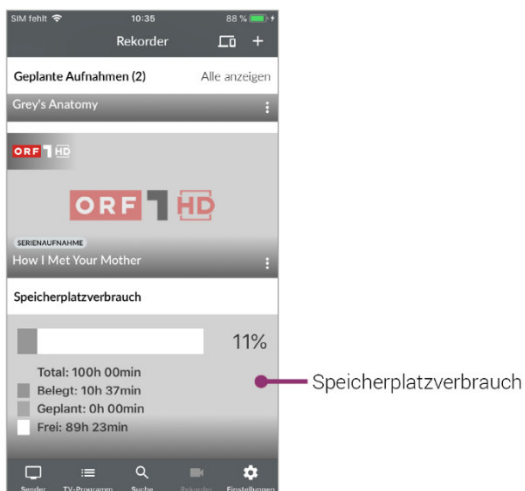 SIM fehlt 10:35 88 %
Rekorder
Geplante Aufnahmen (2) Alle anzeigen
Grey's Anatomy
ORF 1 HD
ORF 1 HD
SERIENAUFNAHME
How I Met Your Mother
Speicherplatzverbrauch
11%
Total: 100h 00min
Belegt: 10h 37min
Speicherplatzverbrauch
Geplant: 0h 00min
Frei: 89h 23min
Sender TV-Programm Suche Rekorder Einstellungen